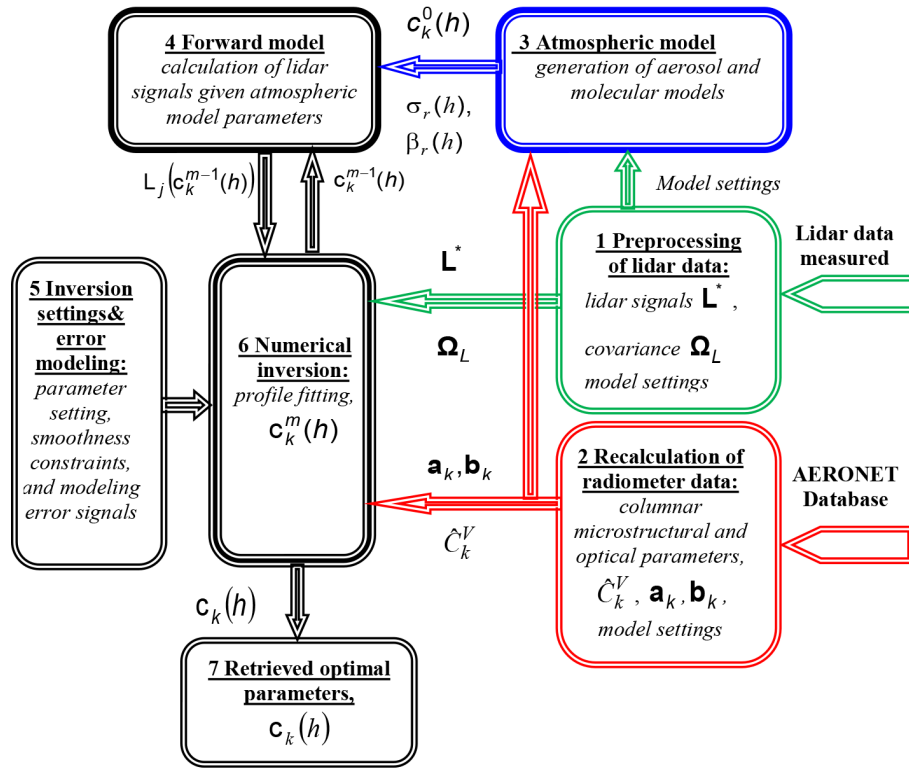 4 Forward model
calculation of lidar
signals given atmospheric
model parameters
c_k^0(h)
σ_r(h),
β_r(h)
3 Atmospheric model
generation of aerosol and
molecular models
L_j(c_k^{m-1}(h))
c_k^{m-1}(h)
Model settings
1 Preprocessing
of lidar data:
lidar signals L^*,
covariance Ω_L
model settings
Lidar data
measured
L^*
Ω_L
5 Inversion
settings&
error
modeling:
parameter
setting,
smoothness
constraints,
and modeling
error signals
6 Numerical
inversion:
profile fitting,
c_k^m(h)
a_k, b_k
Ĉ_k^V
2 Recalculation of
radiometer data:
columnar
microstructural and
optical parameters,
Ĉ_k^V, a_k, b_k,
model settings
AERONET
Database
c_k(h)
7 Retrieved optimal
parameters,
c_k(h)